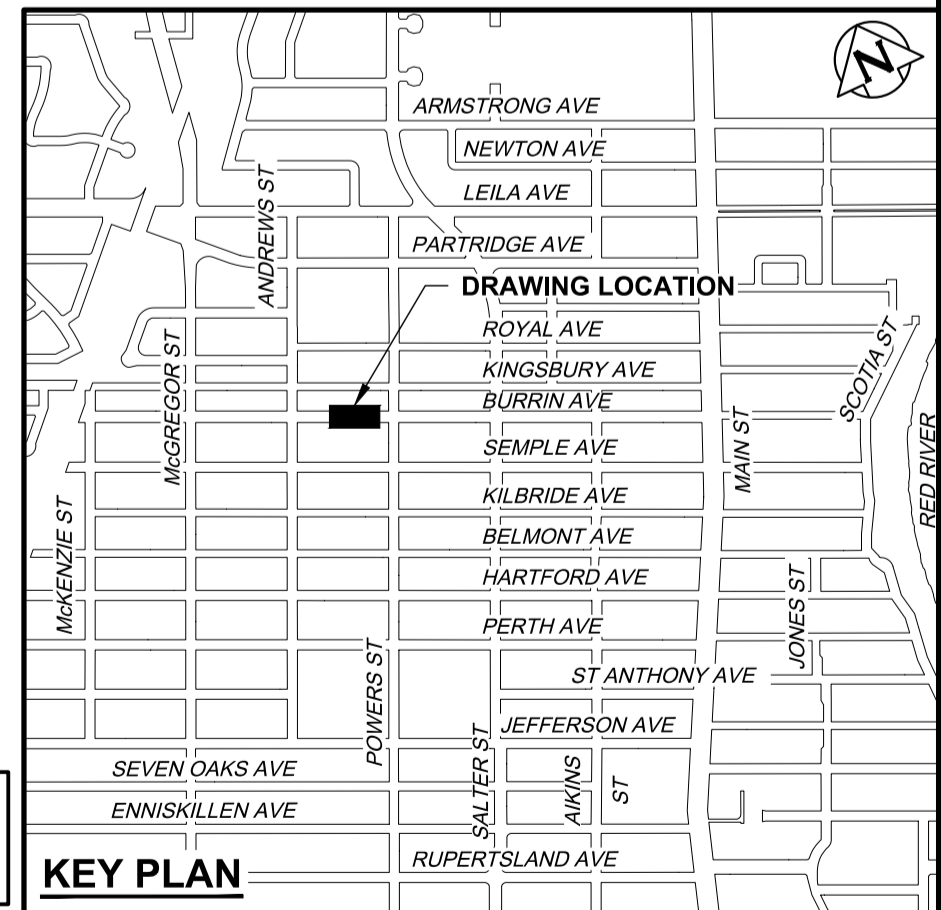 N
ARMSTRONG AVE
NEWTON AVE
LEILA AVE
ANDREWS ST
PARTRIDGE AVE
DRAWING LOCATION
ROYAL AVE
McGREGOR ST
KINGSBURY AVE
SCOTIA ST
BURRIN AVE
SEMPLE AVE
MAIN ST
RED RIVER
KILBRIDE AVE
McKENZIE ST
BELMONT AVE
HARTFORD AVE
JONES ST
PERTH AVE
POWERS ST
ST ANTHONY AVE
JEFFERSON AVE
SEVEN OAKS AVE
SALTER ST
AIKINS
ST
ENNISKILLEN AVE
RUPERTSLAND AVE
KEY PLAN